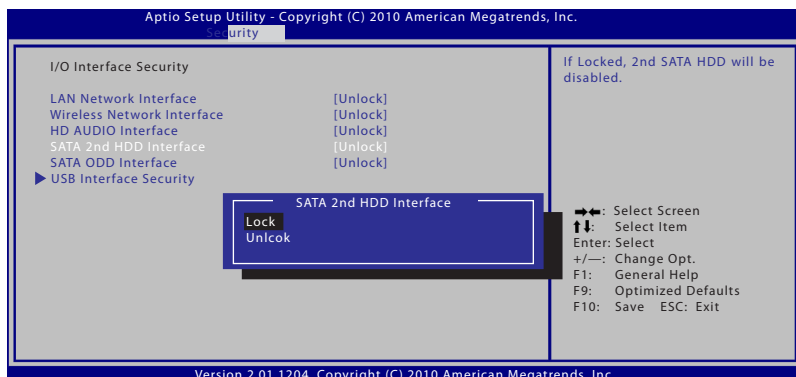 Aptio Setup Utility - Copyright (C) 2010 American Megatrends, Inc.
Security
I/O Interface Security
LAN Network Interface [Unlock]
Wireless Network Interface [Unlock]
HD AUDIO Interface [Unlock]
SATA 2nd HDD Interface [Unlock]
SATA ODD Interface [Unlock]
USB Interface Security
SATA 2nd HDD Interface
Lock
Unlcok
If Locked, 2nd SATA HDD will be
disabled.
: Select Screen
: Select Item
Enter: Select
+/—: Change Opt.
F1: General Help
F9: Optimized Defaults
F10: Save ESC: Exit
Version 2.01.1204. Copyright (C) 2010 American Megatrends, Inc.